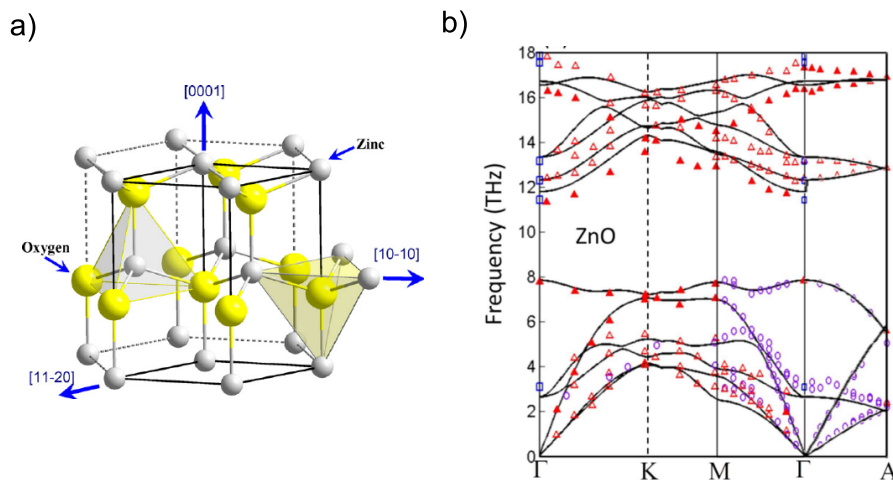 a)
[0001]
Zinc
Oxygen
[10-10]
[11-20]
b)
Frequency (THz)
18
16
14
12
10
8
6
4
2
0
ZnO
Γ
K
M
Γ
A